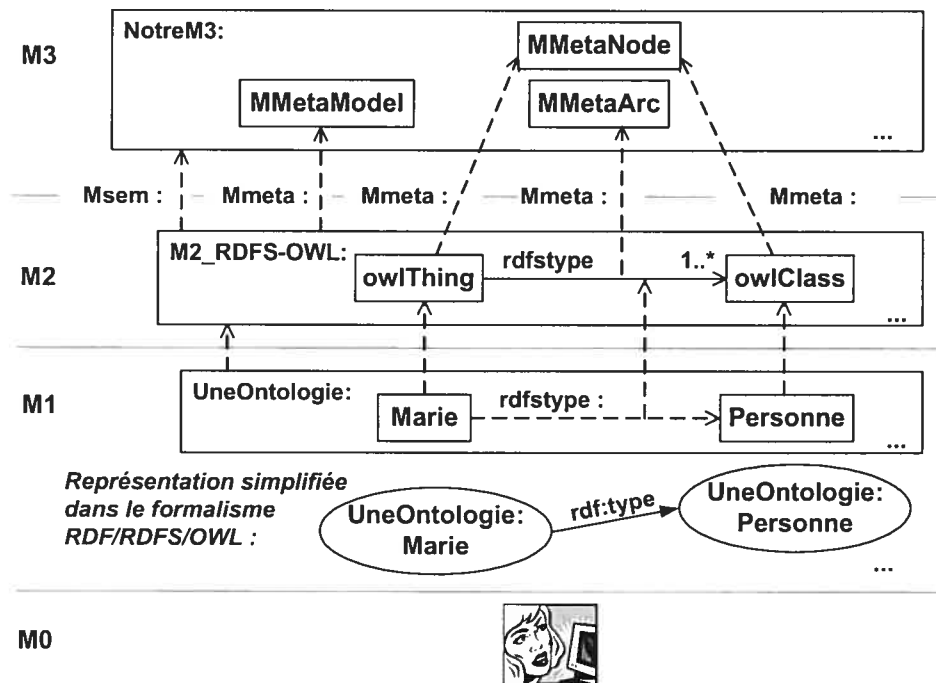 M3
NotreM3:
MMetaNode
MMetaModel
MMetaArc
...
Msem :
Mmeta :
Mmeta :
Mmeta :
Mmeta :
M2
M2_RDFS-OWL:
owlThing
rdfstype
1..*
owlClass
...
M1
UneOntologie:
Marie
rdfstype :
Personne
...
Représentation simplifiée
dans le formalisme
RDF/RDFS/OWL :
UneOntologie:
Marie
rdf:type
UneOntologie:
Personne
...
M0